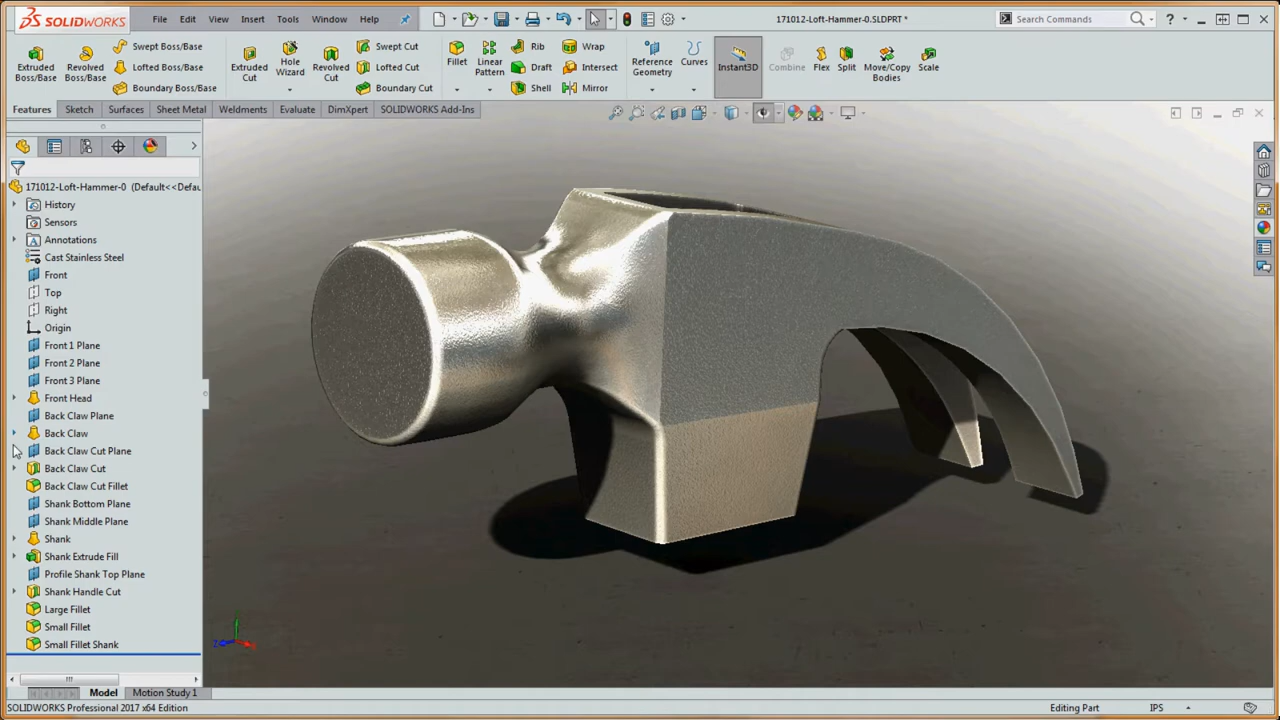 SOLIDWORKS
File Edit View Insert Tools Window Help
171012-Loft-Hammer-0.SLDPRT *
Search Commands
Extruded Boss/Base
Revolved Boss/Base
Swept Boss/Base
Lofted Boss/Base
Boundary Boss/Base
Extruded Cut
Hole Wizard
Revolved Cut
Swept Cut
Lofted Cut
Boundary Cut
Fillet
Linear Pattern
Rib
Draft
Shell
Wrap
Intersect
Mirror
Reference Geometry
Curves
Instant3D
Combine
Flex
Split
Move/Copy Bodies
Scale
Features Sketch Surfaces Sheet Metal Weldments Evaluate DimXpert SOLIDWORKS Add-Ins
171012-Loft-Hammer-0 (Default<<Defau
History
Sensors
Annotations
Cast Stainless Steel
Front
Top
Right
Origin
Front 1 Plane
Front 2 Plane
Front 3 Plane
Front Head
Back Claw Plane
Back Claw
Back Claw Cut Plane
Back Claw Cut
Back Claw Cut Fillet
Shank Bottom Plane
Shank Middle Plane
Shank
Shank Extrude Fill
Profile Shank Top Plane
Shank Handle Cut
Large Fillet
Small Fillet
Small Fillet Shank
Model Motion Study 1
SOLIDWORKS Professional 2017 x64 Edition
Editing Part
IPS